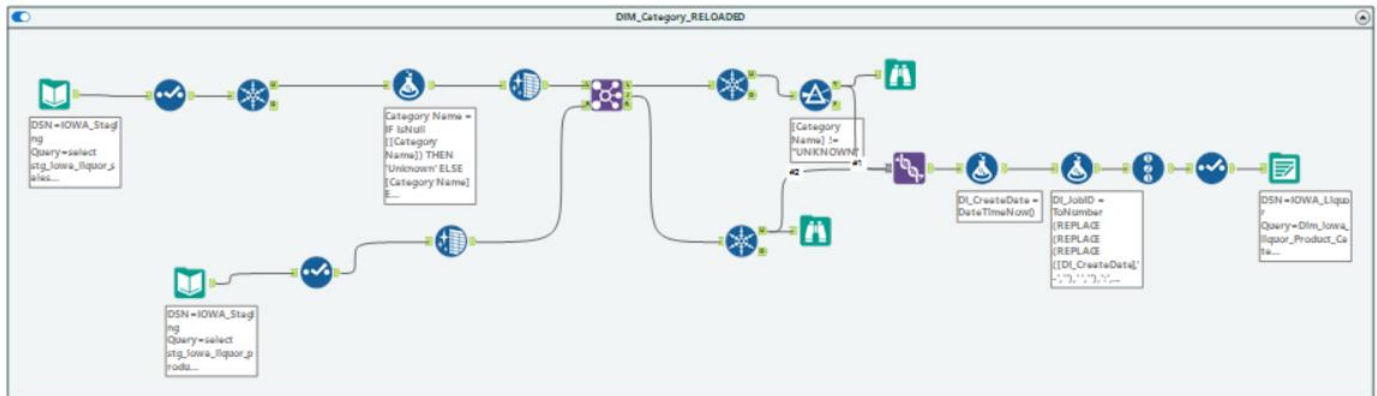 DIM_Category_RELOADED
DSN=IOWA_Stagi
ng
Query=select
stg_iowa_liquor_s
ales...
Category Name =
IF IsNull
([Category
Name]) THEN
'Unknown' ELSE
[Category Name]
E...
[Category
Name] !=
"UNKNOWN"
#1
#2
DI_CreateDate =
DateTimeNow()
DI_JobID =
ToNumber
(REPLACE
(REPLACE
(REPLACE
([DI_CreateDate],'
-',''),' ',''),':',...
DSN=IOWA_Liquo
r
Query=Dim_iowa_
liquor_Product_Ca
te...
DSN=IOWA_Stagi
ng
Query=select
stg_iowa_liquor_p
rodu...